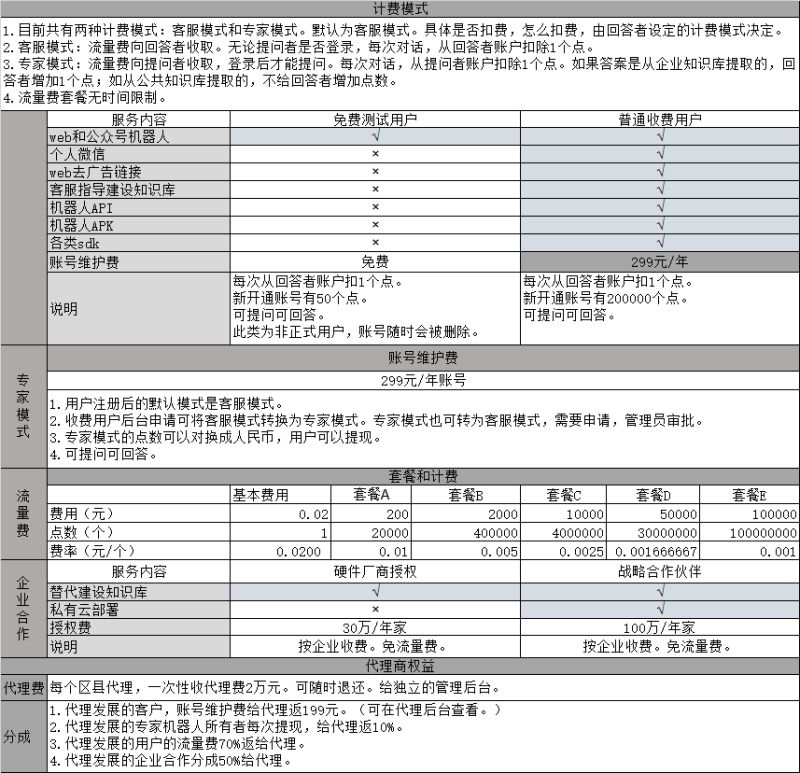 计费模式
1.目前共有两种计费模式：客服模式和专家模式。默认为客服模式。具体是否扣费，怎么扣费，由回答者设定的计费模式决定。
2.客服模式：流量费向回答者收取。无论提问者是否登录，每次对话，从回答者账户扣除1个点。
3.专家模式：流量费向提问者收取，登录后才能提问。每次对话，从提问者账户扣除1个点。如果答案是从企业知识库提取的，回
答者增加1个点；如从公共知识库提取的，不给回答者增加点数。
4.流量费套餐无时间限制。
服务内容 免费测试用户 普通收费用户
web和公众号机器人 √ √
个人微信 × √
web去广告链接 × √
客服指导建设知识库 × √
机器人API × √
机器人APK × √
各类sdk × √
账号维护费 免费 299元/年
说明
每次从回答者账户扣1个点。
新开通账号有50个点。
可提问可回答。
此类为非正式用户，账号随时会被删除。
每次从回答者账户扣1个点。
新开通账号有200000个点。
可提问可回答。
专家模式
账号维护费
299元/年账号
1.用户注册后的默认模式是客服模式。
2.收费用户后台申请可将客服模式转换为专家模式。专家模式也可转为客服模式，需要申请，管理员审批。
3.专家模式的点数可以对换成人民币，用户可以提现。
4.可提问可回答。
流量费
套餐和计费
基本费用 套餐A 套餐B 套餐C 套餐D 套餐E
费用（元） 0.02 200 2000 10000 50000 100000
点数（个） 1 20000 400000 4000000 30000000 100000000
费率（元/个） 0.0200 0.01 0.005 0.0025 0.001666667 0.001
企业合作
服务内容 硬件厂商授权 战略合作伙伴
替代建设知识库 √ √
私有云部署 × √
授权费 30万/年家 100万/年家
说明 按企业收费。免流量费。 按企业收费。免流量费。
代理商权益
代理费 每个区县代理，一次性收代理费2万元。可随时退还。给独立的管理后台。
分成
1.代理发展的客户，账号维护费给代理返199元。（可在代理后台查看。）
2.代理发展的专家机器人所有者每次提现，给代理返10%。
3.代理发展的用户的流量费70%返给代理。
4.代理发展的企业合作分成50%给代理。